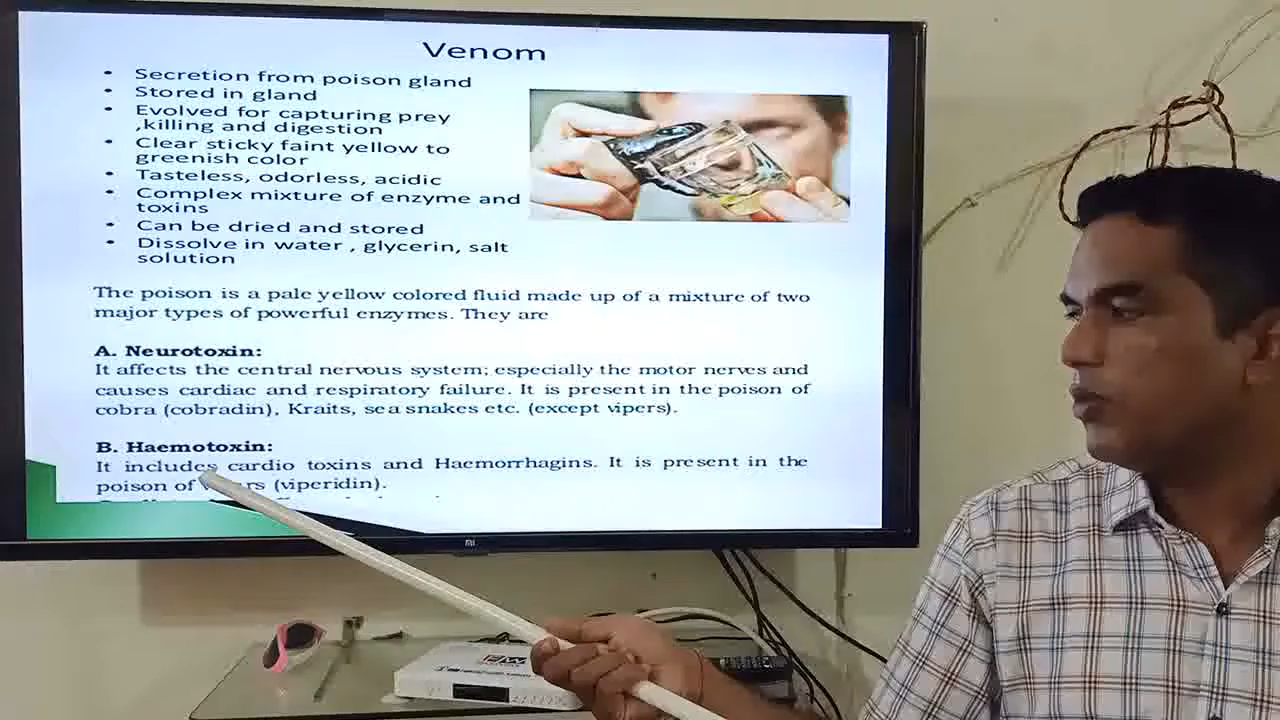 Venom
• Secretion from poison gland
• Stored in gland
• Evolved for capturing prey
,killing and digestion
• Clear sticky faint yellow to
greenish color
• Tasteless, odorless, acidic
• Complex mixture of enzyme and
toxins
• Can be dried and stored
• Dissolve in water , glycerin, salt
solution
The poison is a pale yellow colored fluid made up of a mixture of two
major types of powerful enzymes. They are
A. Neurotoxin:
It affects the central nervous system; especially the motor nerves and
causes cardiac and respiratory failure. It is present in the poison of
cobra (cobradin), Kraits, sea snakes etc. (except vipers).
B. Haemotoxin:
It includes cardio toxins and Haemorrhagins. It is present in the
poison of (viperidin).
mi